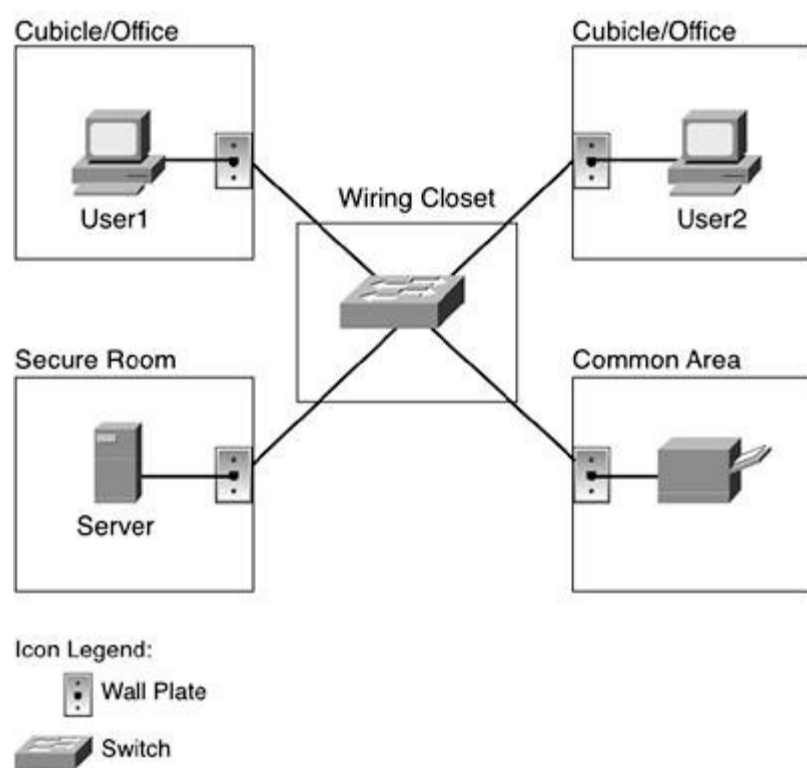 Cubicle/Office
Cubicle/Office
User1
User2
Wiring Closet
Secure Room
Common Area
Server
Icon Legend:
Wall Plate
Switch